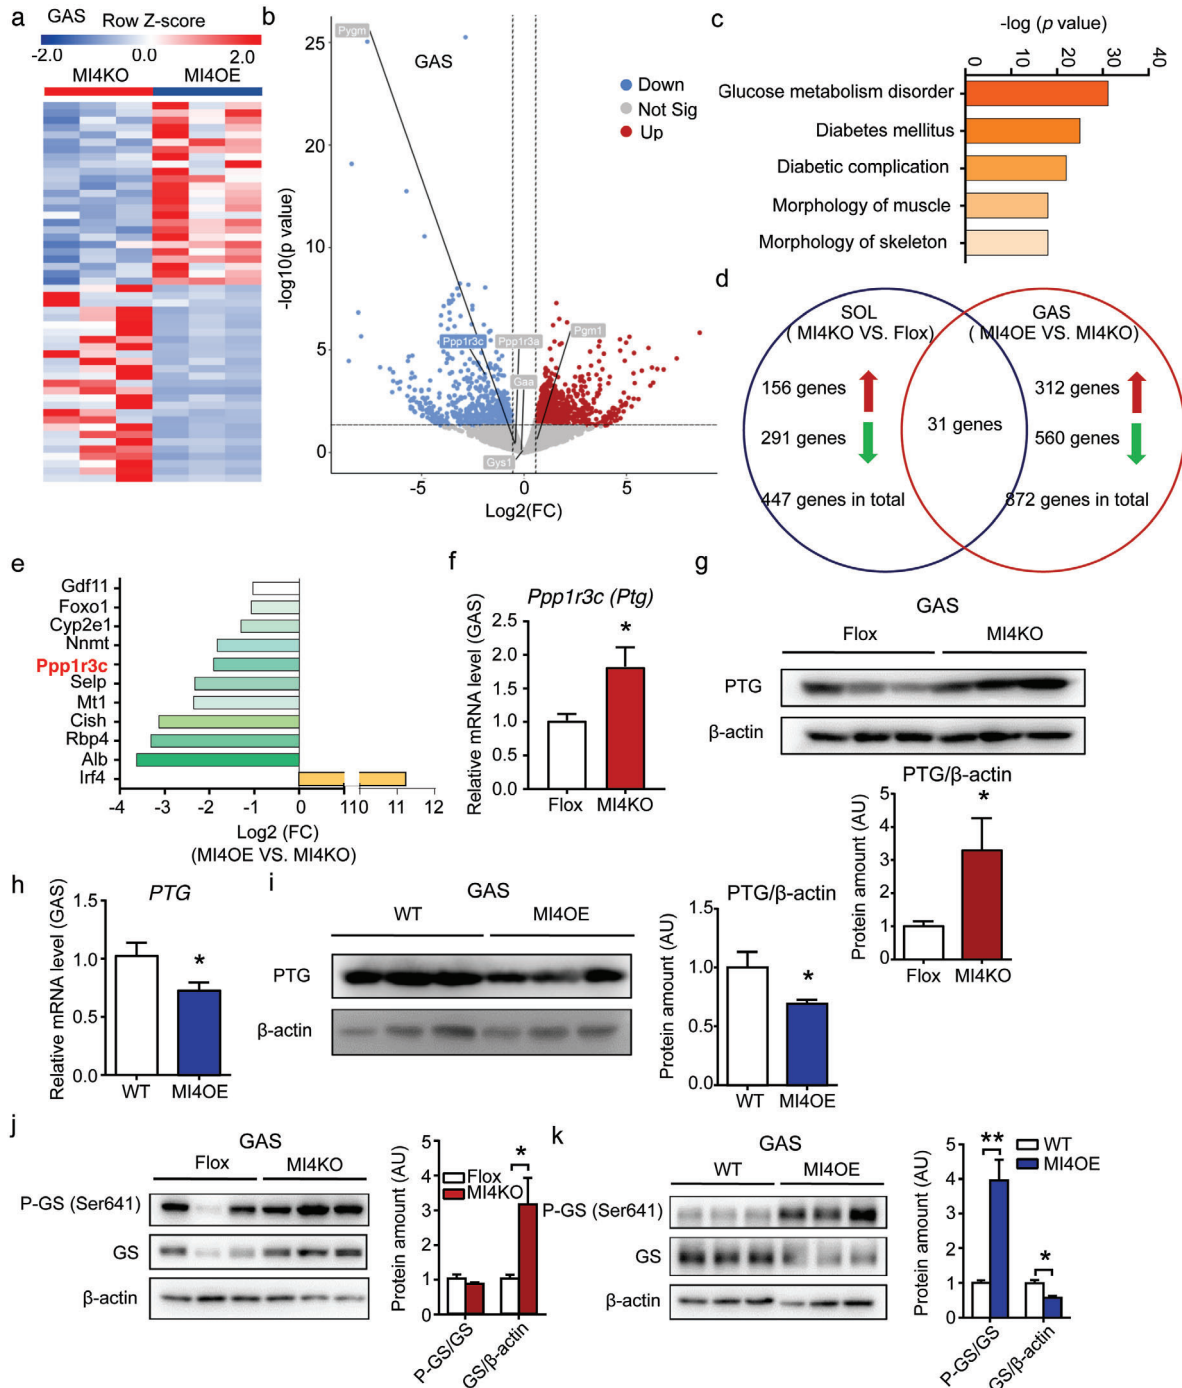 a
GAS
Row Z-score
-2.0
0.0
2.0
MI4KO
MI4OE
b
GAS
-log10(p value)
25
20
10
5
0
-5
0
5
Log2(FC)
Pygm
Ppp1r3c
Ppp1r3a
Pgm1
Gaa
Gys1
Down
Not Sig
Up
c
-log (p value)
0
10
20
30
40
Glucose metabolism disorder
Diabetes mellitus
Diabetic complication
Morphology of muscle
Morphology of skeleton
d
SOL
( MI4KO VS. Flox)
GAS
( MI4OE VS. MI4KO)
156 genes
312 genes
31 genes
291 genes
560 genes
447 genes in total
872 genes in total
e
Gdf11
Foxo1
Cyp2e1
Nnmt
Ppp1r3c
Selp
Mt1
Cish
Rbp4
Alb
Irf4
-4
-3
-2
-1
0
1
10
11
12
Log2 (FC)
(MI4OE VS. MI4KO)
f
Ppp1r3c (Ptg)
Relative mRNA level (GAS)
2.5
2.0
1.5
1.0
0.5
0.0
*
Flox
MI4KO
g
GAS
Flox
MI4KO
PTG
β-actin
PTG/β-actin
Protein amount (AU)
5
4
3
2
1
0
*
Flox
MI4KO
h
PTG
Relative mRNA level (GAS)
1.5
1.0
0.5
0.0
*
WT
MI4OE
i
GAS
WT
MI4OE
PTG
β-actin
PTG/β-actin
Protein amount (AU)
1.5
1.0
0.5
0.0
*
WT
MI4OE
j
GAS
Flox
MI4KO
P-GS (Ser641)
GS
β-actin
Protein amount (AU)
5
4
3
2
1
0
*
Flox
MI4KO
P-GS/GS
GS/β-actin
k
GAS
WT
MI4OE
P-GS (Ser641)
GS
β-actin
Protein amount (AU)
5
4
3
2
1
0
**
*
WT
MI4OE
P-GS/GS
GS/β-actin